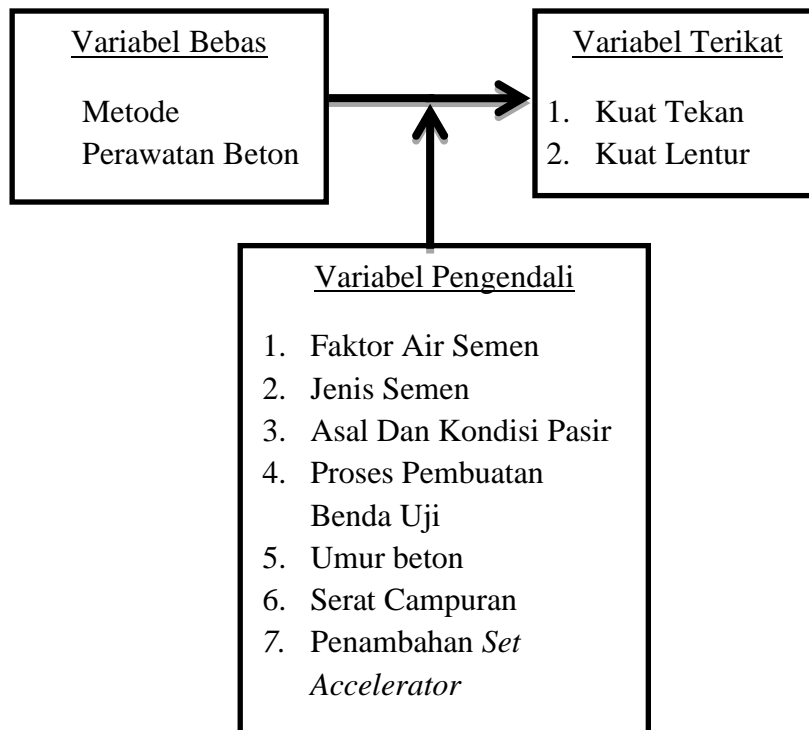 Variabel Bebas
Metode
Perawatan Beton
Variabel Terikat
1. Kuat Tekan
2. Kuat Lentur
Variabel Pengendali
1. Faktor Air Semen
2. Jenis Semen
3. Asal Dan Kondisi Pasir
4. Proses Pembuatan
Benda Uji
5. Umur beton
6. Serat Campuran
7. Penambahan Set
Accelerator